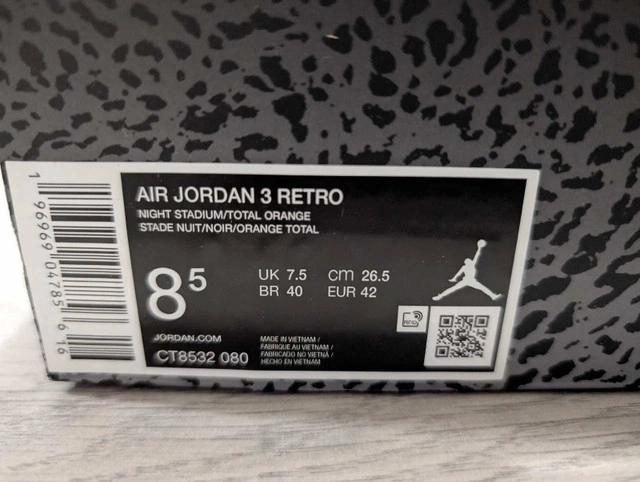 AIR JORDAN 3 RETRO
NIGHT STADIUM/TOTAL ORANGE
STADE NUIT/NOIR/ORANGE TOTAL
8⁵
UK 7.5 cm 26.5
BR 40 EUR 42
JORDAN.COM
CT8532 080
MADE IN VIETNAM /
FABRIQUE AU VIETNAM /
FABRICADO NO VIETNÃ /
HECHO EN VIETNAM
RFID
1 96969 04785 6 16